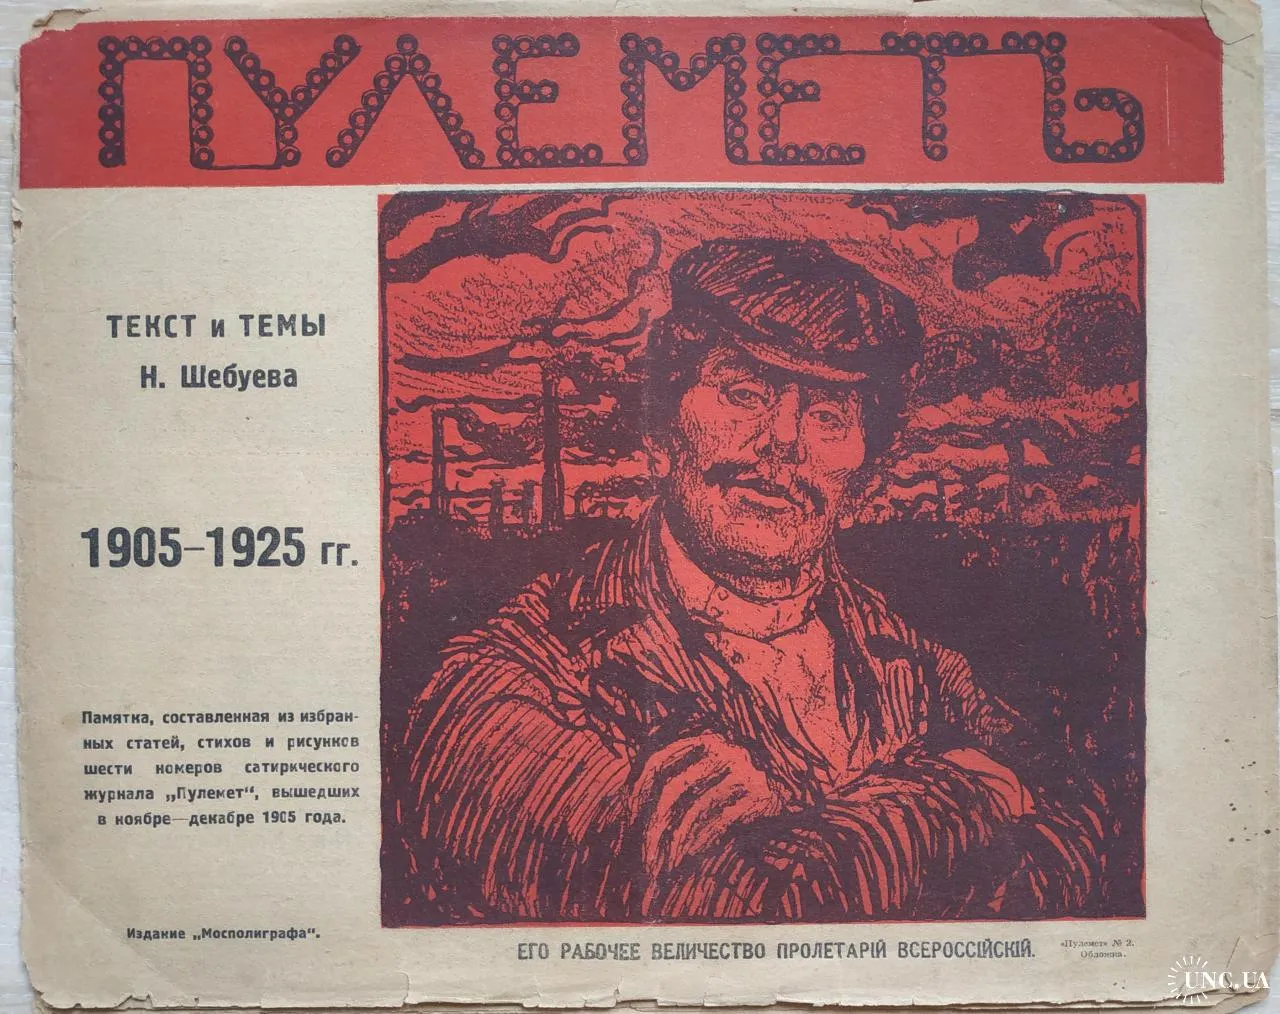 ПУЛЕМЕТЪ
ТЕКСТ и ТЕМЫ
Н. Шебуева
1905–1925 гг.
Памятка, составленная из избран-
ных статей, стихов и рисунков
шести номеров сатирического
журнала „Пулемет“, вышедших
в ноябре—декабре 1905 года.
Издание „Мосполиграфа“.
ЕГО РАБОЧЕЕ ВЕЛИЧЕСТВО ПРОЛЕТАРІЙ ВСЕРОССІЙСКІЙ.
«Пулемет» № 2.
Обложка.
UNC.UA